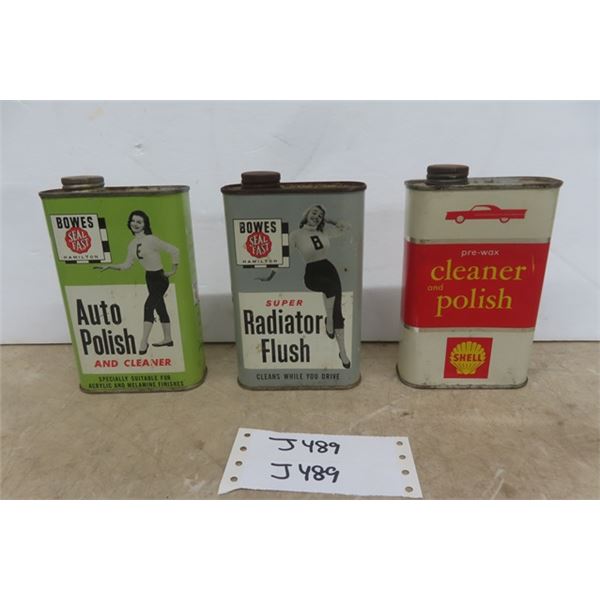 BOWES
SEAL
FAST
HAMILTON
C
Auto
Polish
AND CLEANER
SPECIALLY SUITABLE FOR
ACRYLIC AND MELAMINE FINISHES
BOWES
SEAL
FAST
HAMILTON
B
SUPER
Radiator
Flush
CLEANS WHILE YOU DRIVE
pre-wax
cleaner
and
polish
SHELL
J489
J489